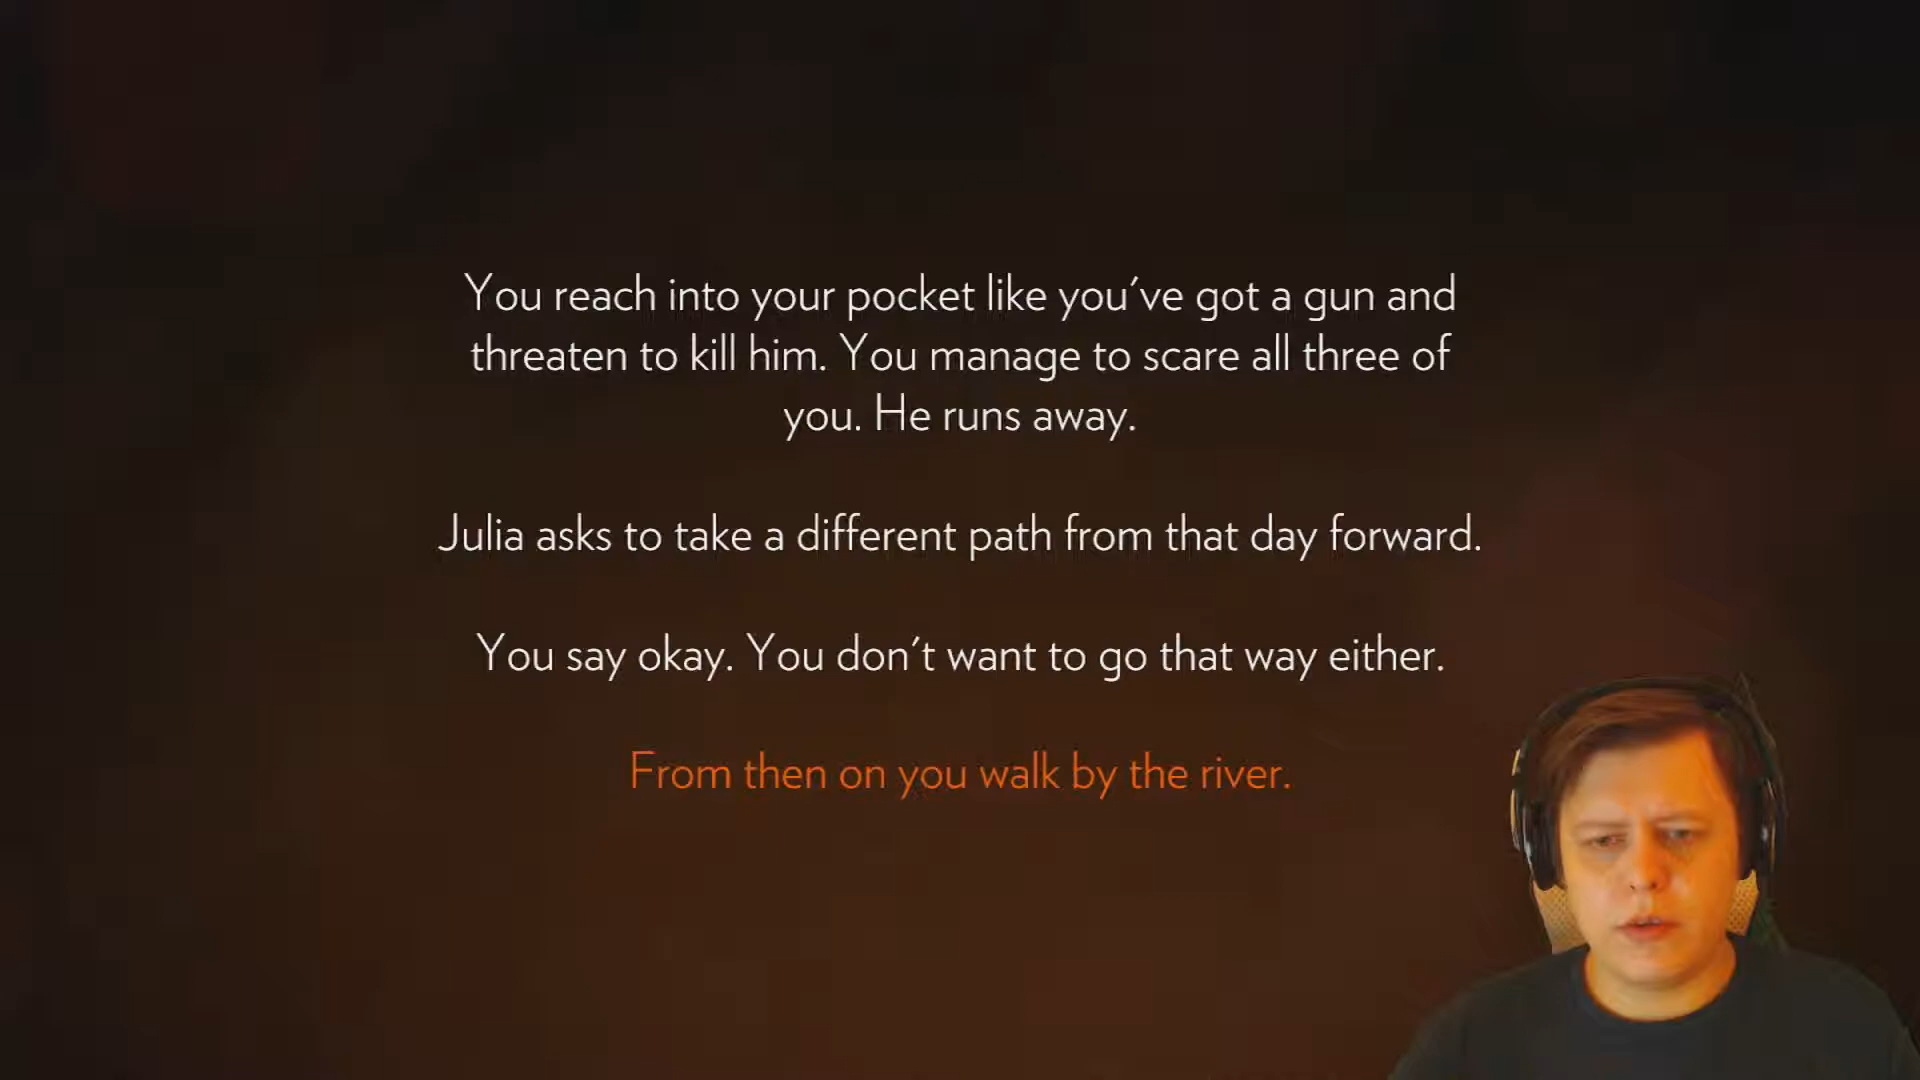 You reach into your pocket like you've got a gun and
threaten to kill him. You manage to scare all three of
you. He runs away.
Julia asks to take a different path from that day forward.
You say okay. You don't want to go that way either.
From then on you walk by the river.